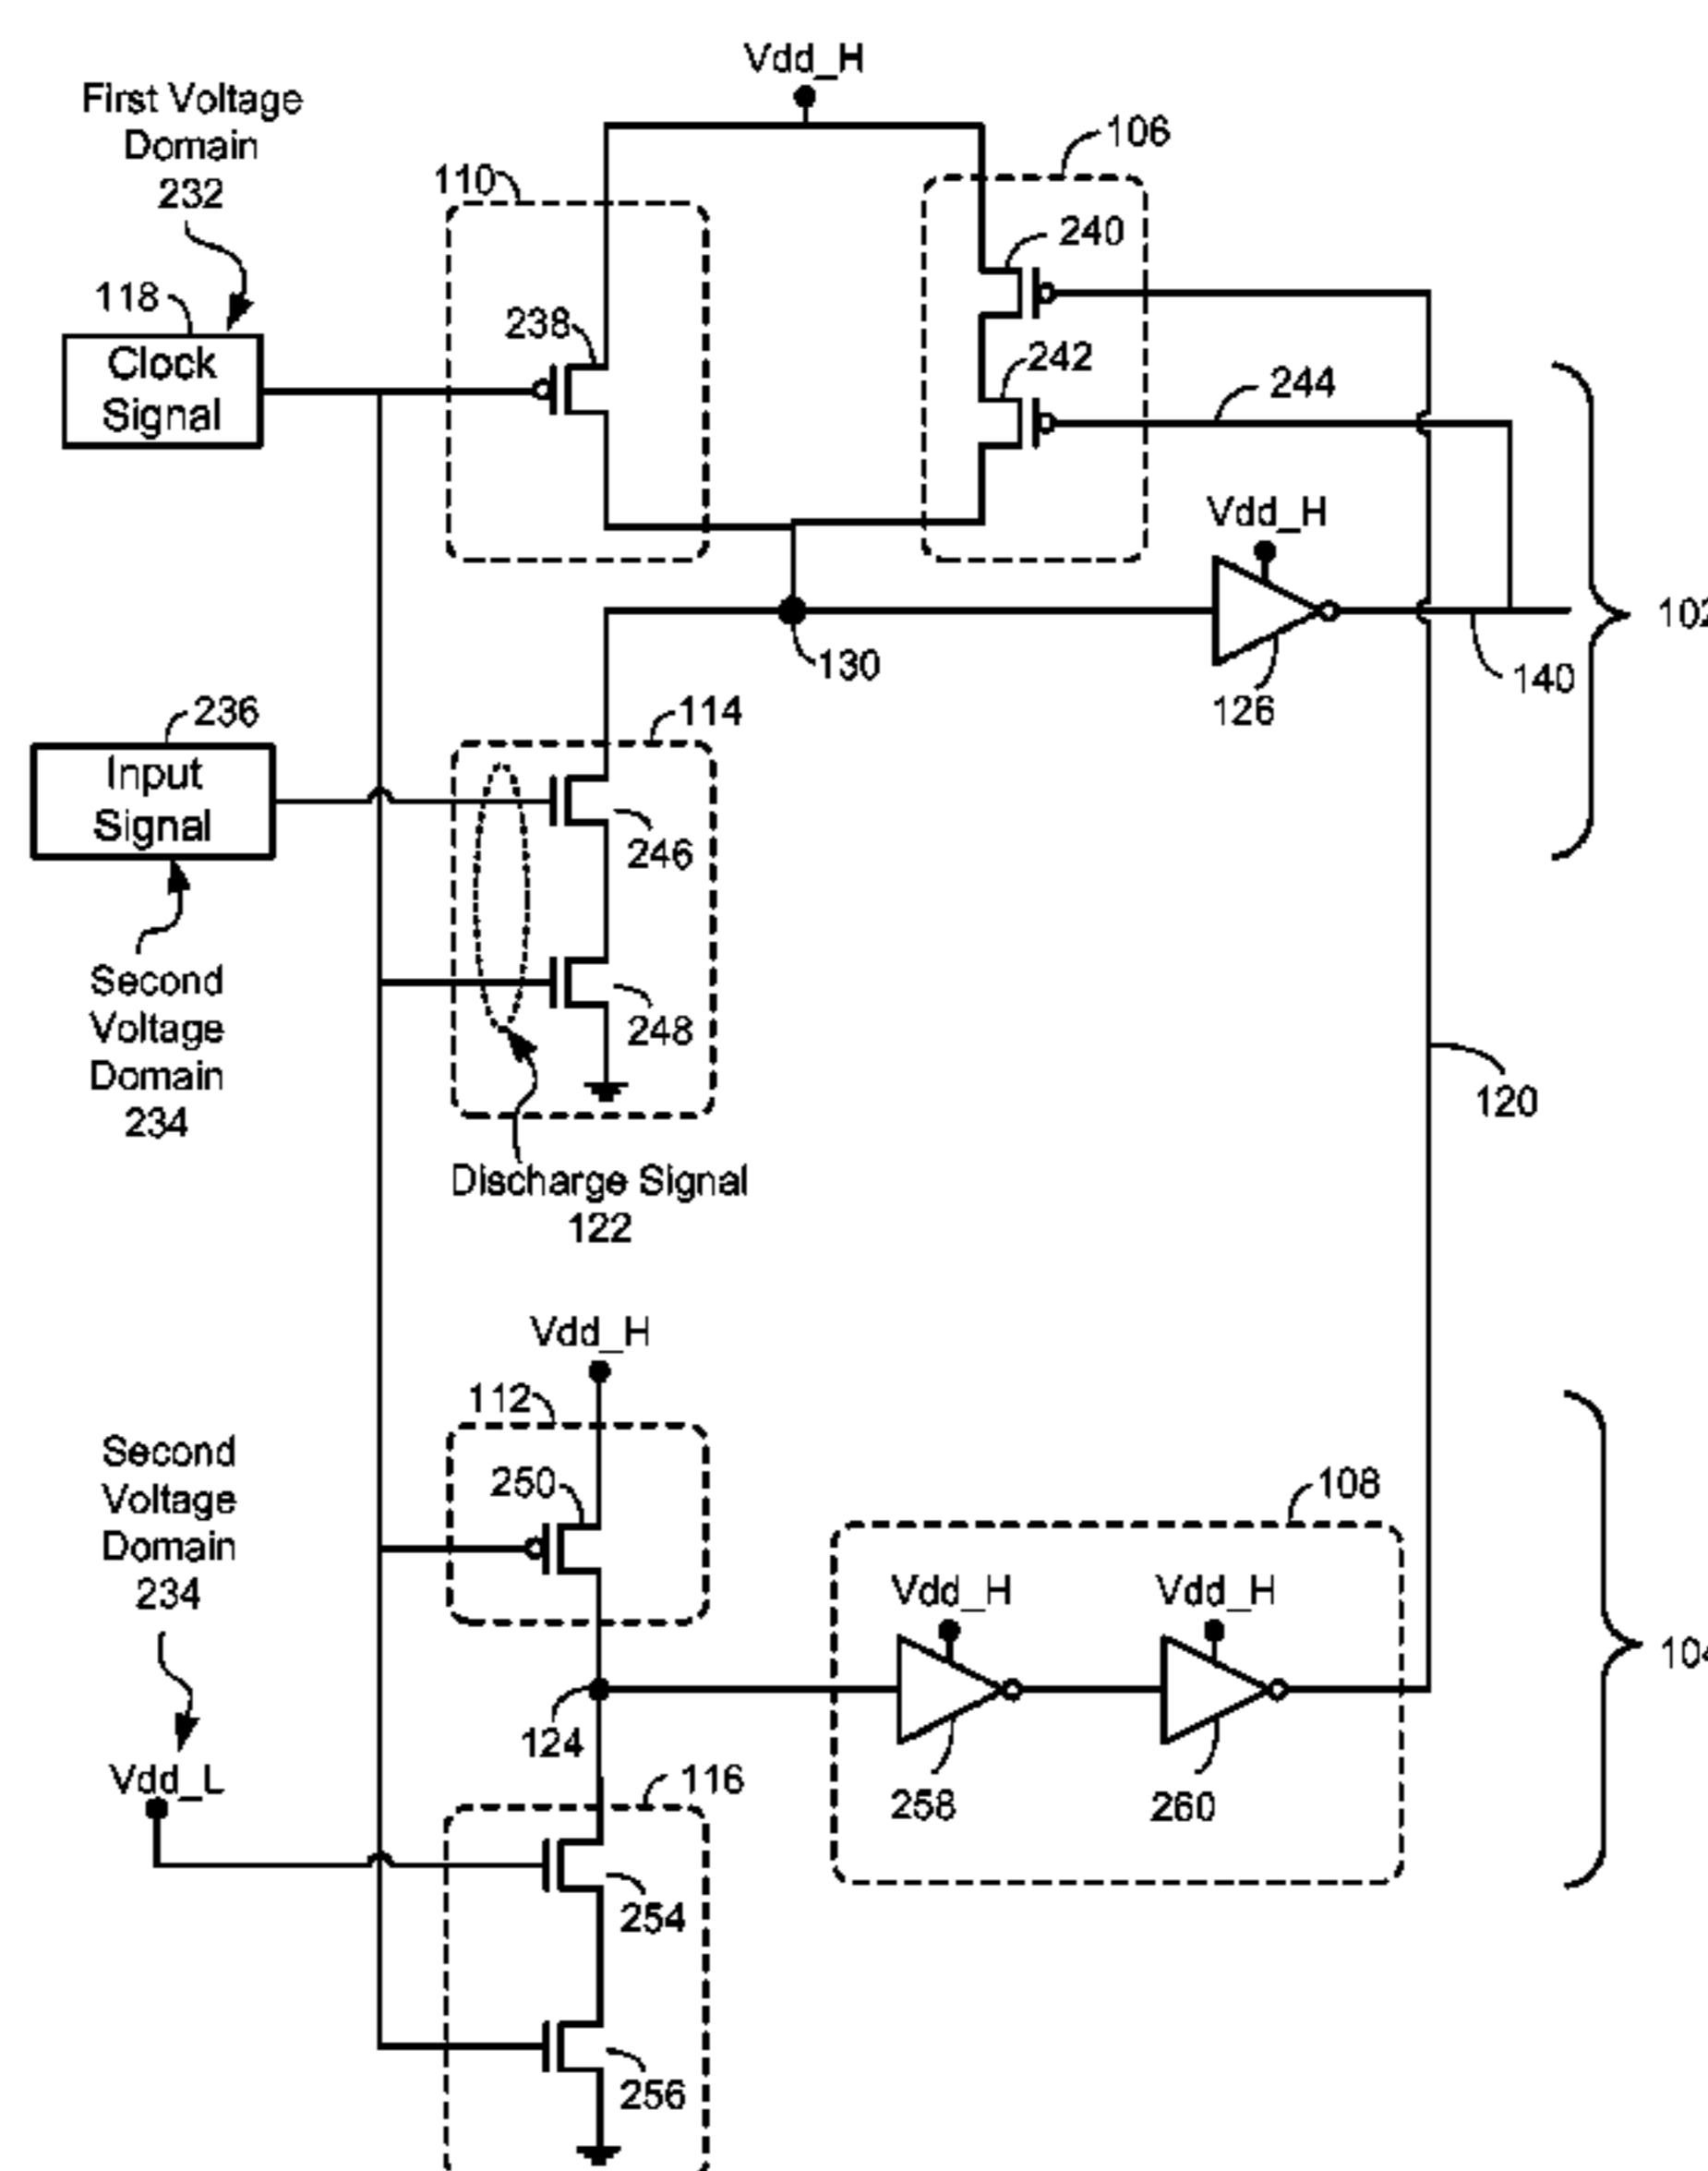 Vdd_H
First Voltage
Domain
232
106
110
240
118
238
242
244
Clock
Signal
Vdd_H
102
130
140
126
236
114
Input
Signal
246
Second
Voltage
Domain
234
248
120
Discharge Signal
122
Vdd_H
112
Second
Voltage
Domain
234
250
108
Vdd_H
Vdd_H
104
124
Vdd_L
116
258
260
254
256